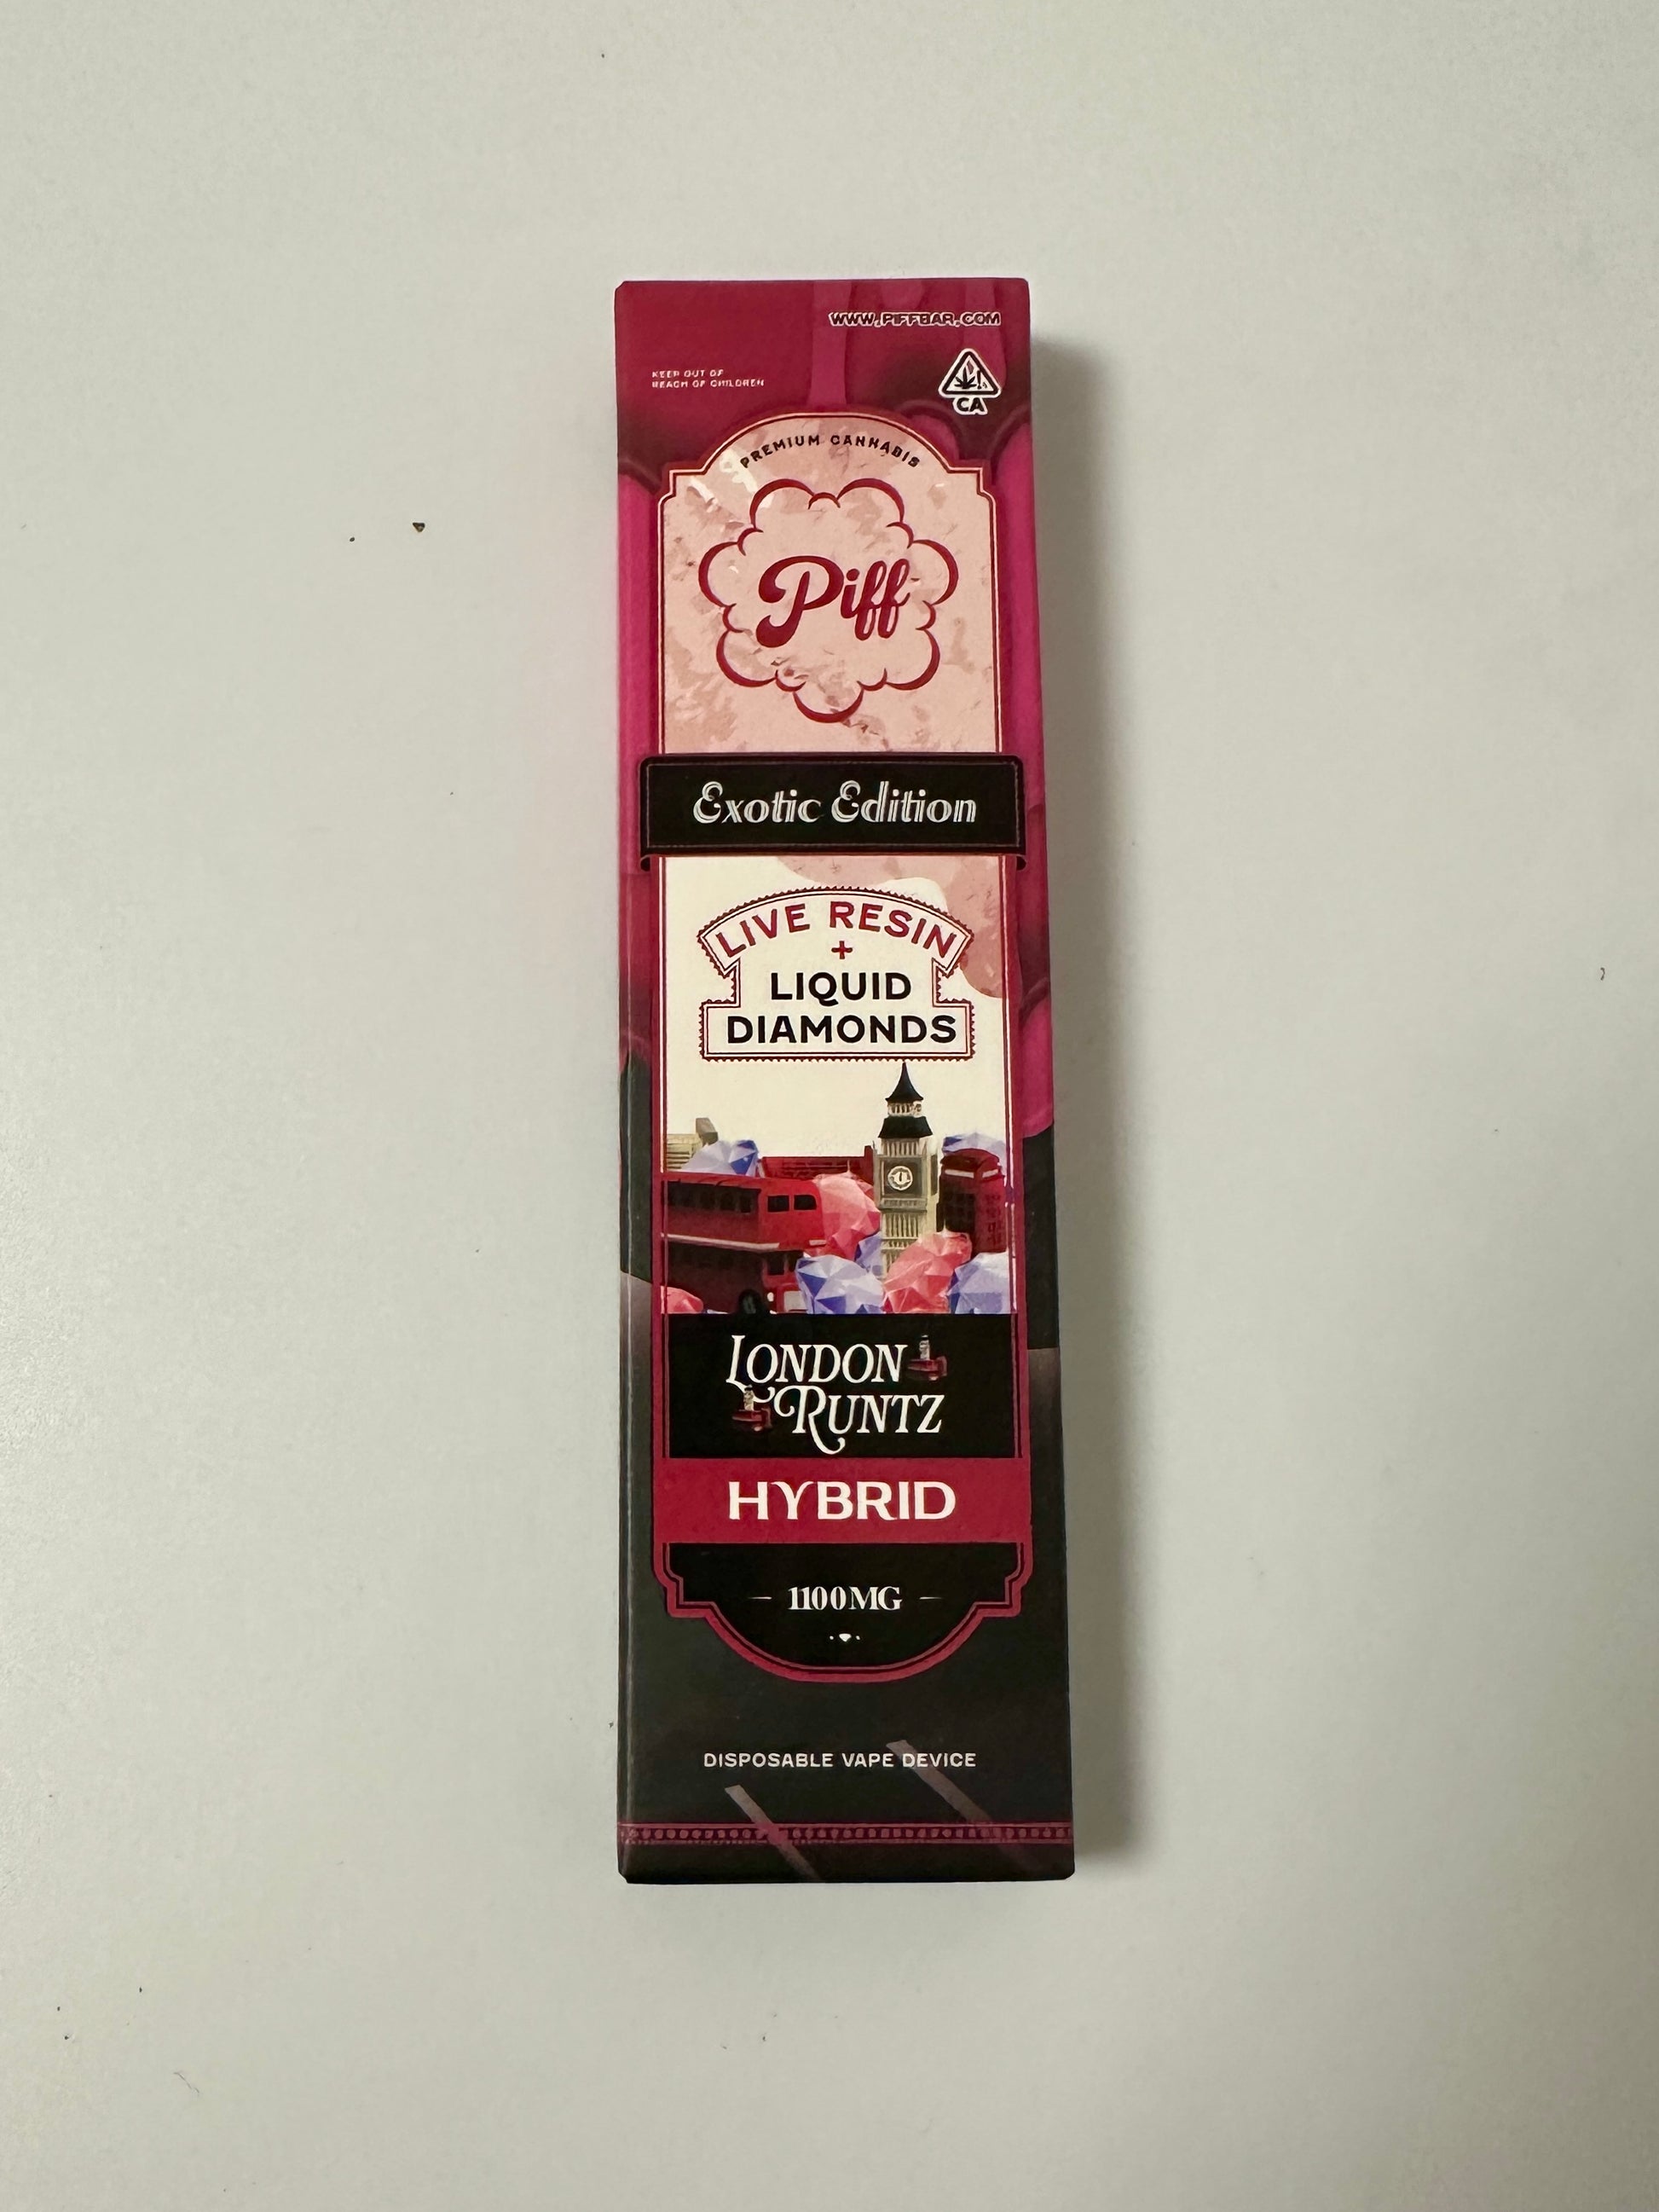 WWW.PIFFBAR.COM
KEEP OUT OF
REACH OF CHILDREN
CA
PREMIUM CANNABIS
Piff
Exotic Edition
LIVE RESIN
+
LIQUID
DIAMONDS
LONDON
RUNTZ
HYBRID
— 1100MG —
DISPOSABLE VAPE DEVICE